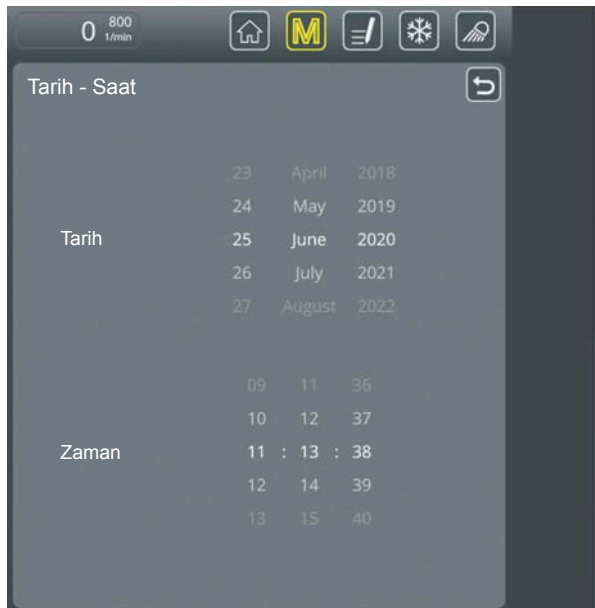 0 800 1/min
M
Tarih - Saat
23 April 2018
24 May 2019
Tarih 25 June 2020
26 July 2021
27 August 2022
09 11 36
10 12 37
Zaman 11 : 13 : 38
12 14 39
13 15 40